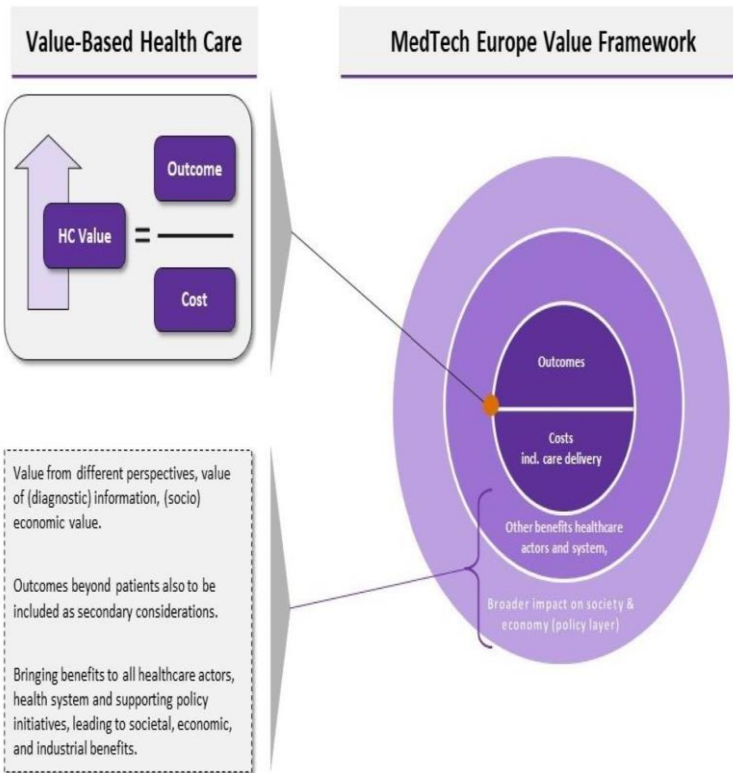 Value-Based Health Care
MedTech Europe Value Framework
HC Value
=
Outcome
Cost
Value from different perspectives, value
of (diagnostic) information, (socio)
economic value.
Outcomes beyond patients also to be
included as secondary considerations.
Bringing benefits to all healthcare actors,
health system and supporting policy
initiatives, leading to societal, economic,
and industrial benefits.
Outcomes
Costs
incl. care delivery
Other benefits healthcare
actors and system,
Broader impact on society &
economy (policy layer)